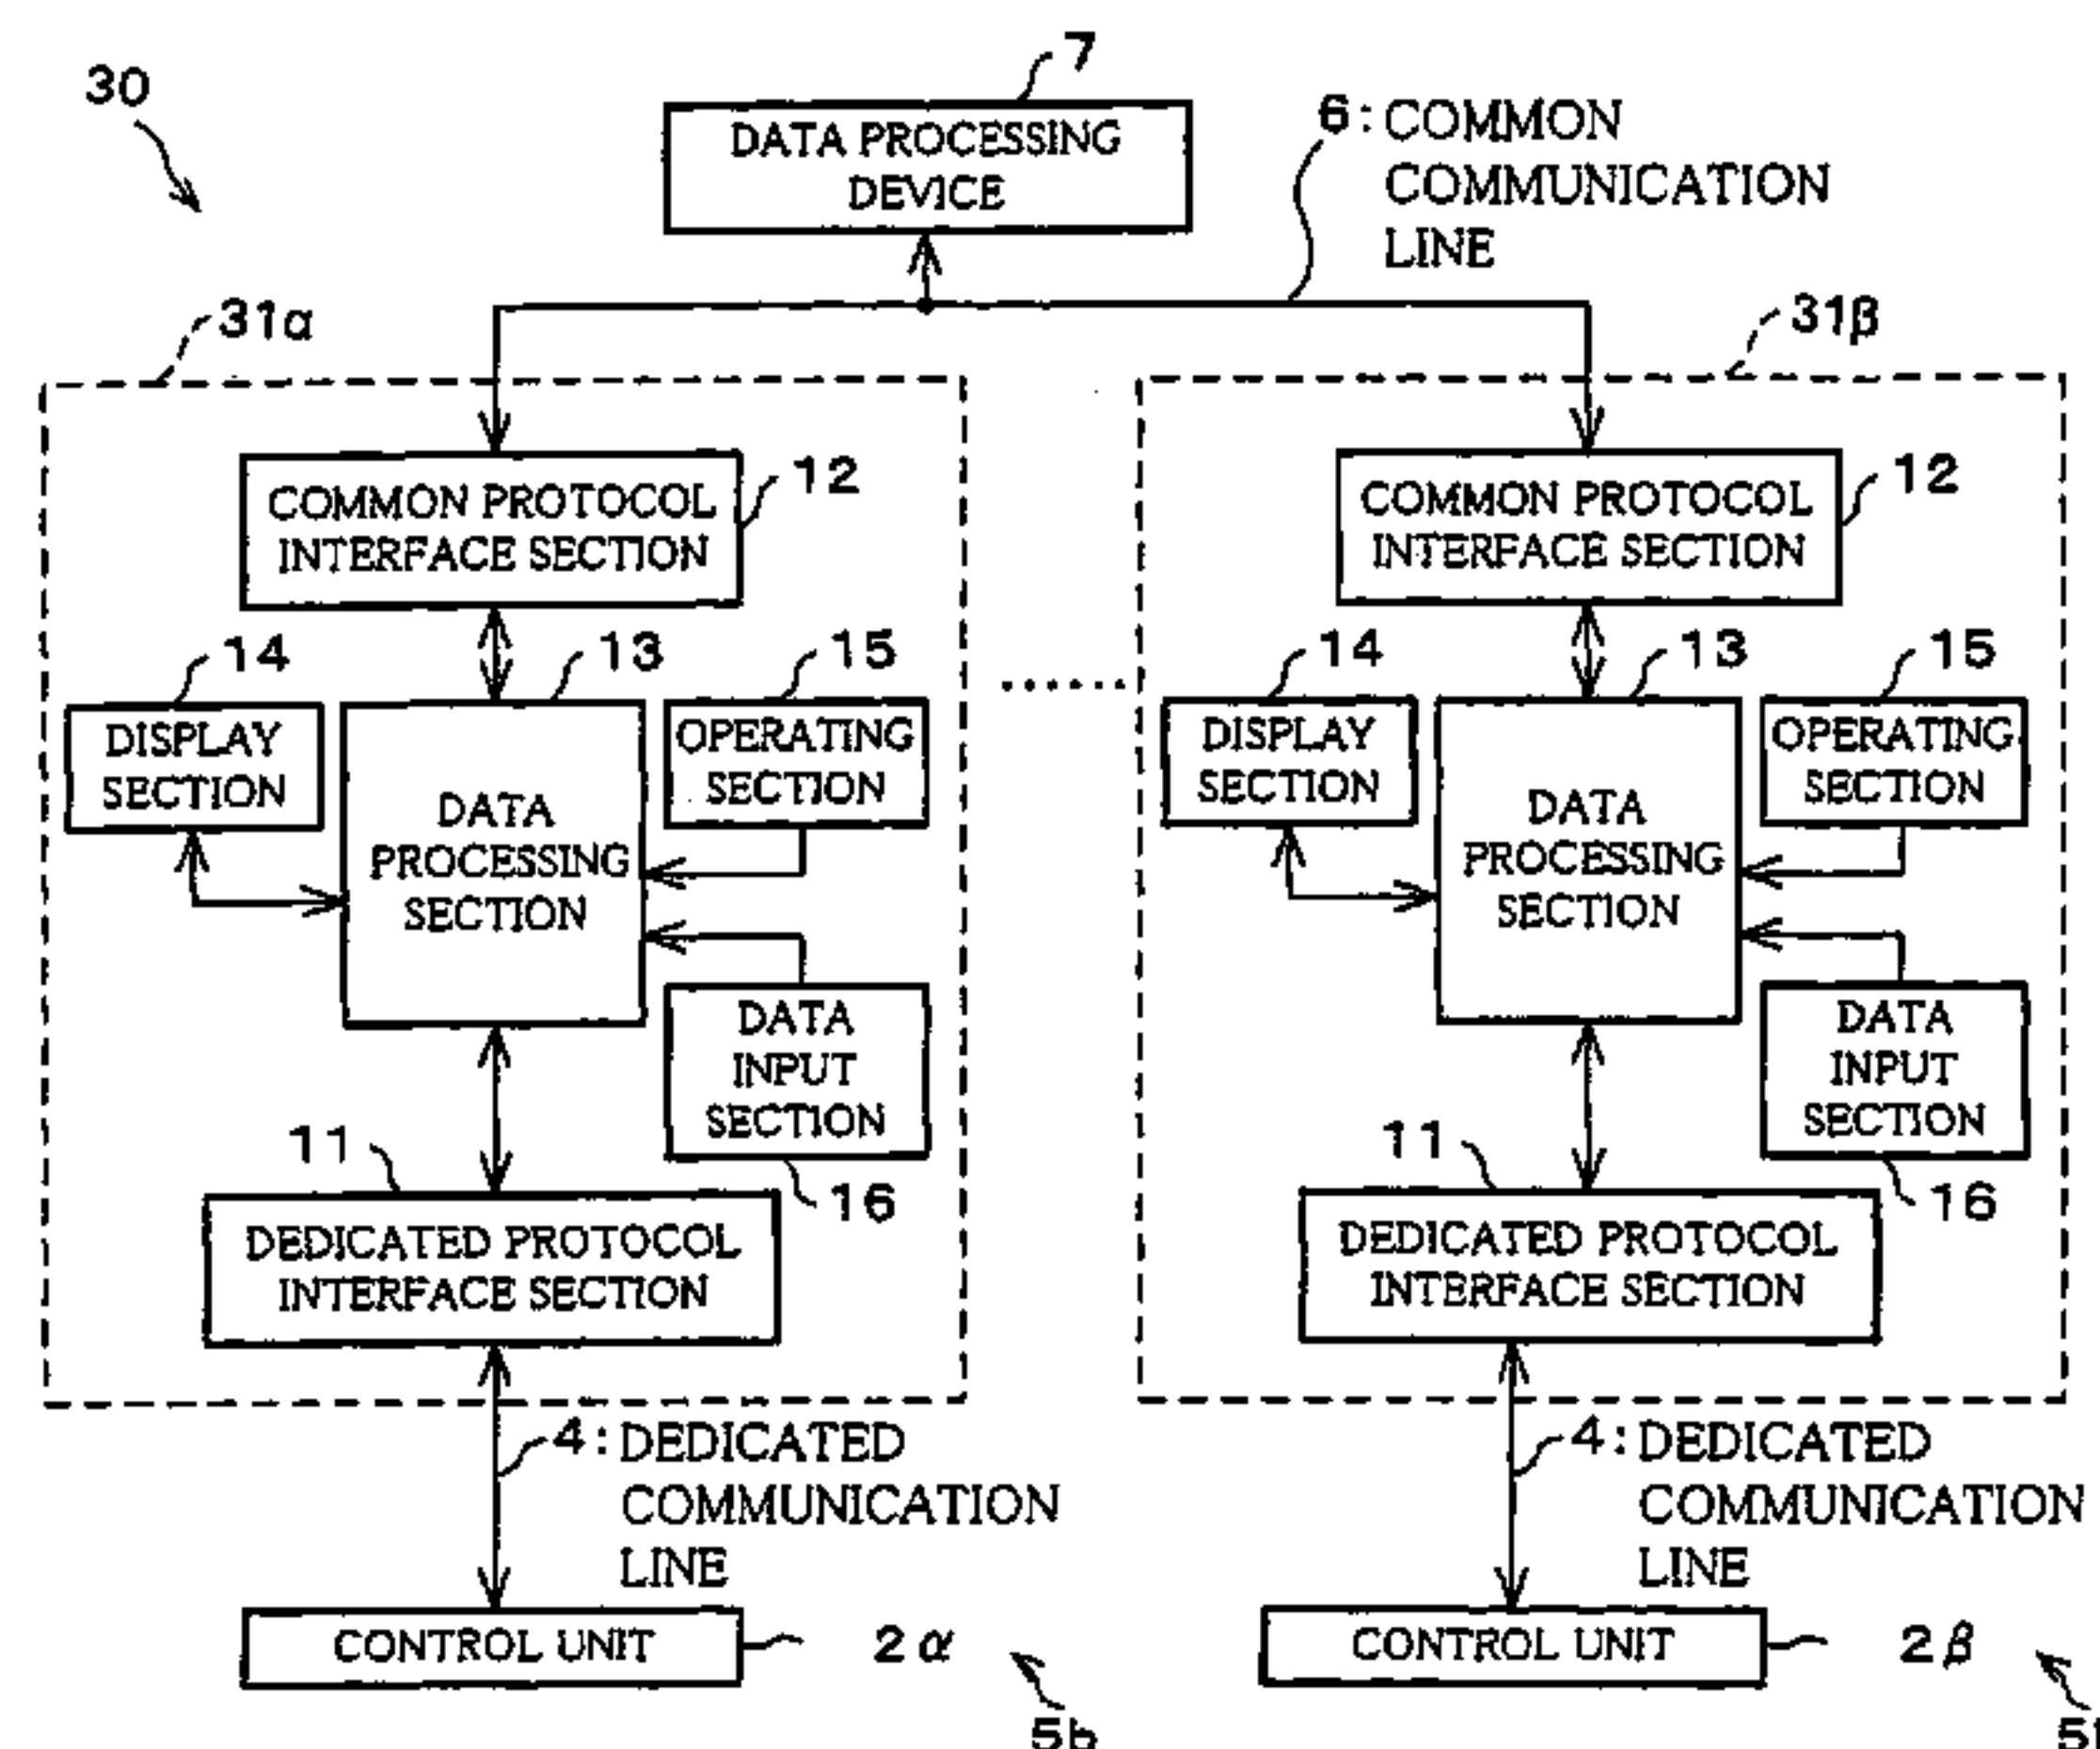 30
7
DATA PROCESSING
DEVICE
6: COMMON
COMMUNICATION
LINE
31α
31β
COMMON PROTOCOL
INTERFACE SECTION
12
COMMON PROTOCOL
INTERFACE SECTION
12
14
13
15
14
13
15
DISPLAY
SECTION
DATA
PROCESSING
SECTION
OPERATING
SECTION
......
DISPLAY
SECTION
DATA
PROCESSING
SECTION
OPERATING
SECTION
DATA
INPUT
SECTION
16
DATA
INPUT
SECTION
16
11
DEDICATED PROTOCOL
INTERFACE SECTION
11
DEDICATED PROTOCOL
INTERFACE SECTION
4: DEDICATED
COMMUNICATION
LINE
4: DEDICATED
COMMUNICATION
LINE
CONTROL UNIT
2α
5b
CONTROL UNIT
2β